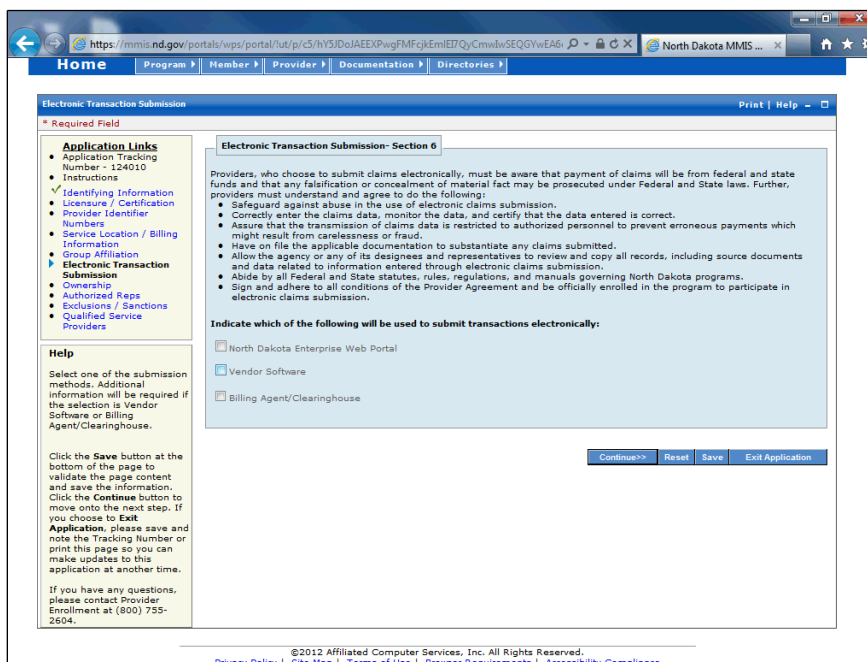 https://mmis.nd.gov/portals/wps/portal/!ut/p/c5/
North Dakota MMIS ...
Home Program Member Provider Documentation Directories
Electronic Transaction Submission
Print | Help
* Required Field
Application Links
Application Tracking
Number - 124010
Instructions
Identifying Information
Licensure / Certification
Provider Identifier
Numbers
Service Location / Billing
Information
Group Affiliation
Electronic Transaction
Submission
Ownership
Authorized Reps
Exclusions / Sanctions
Qualified Service
Providers
Help
Select one of the submission
methods. Additional
information will be required if
the selection is Vendor
Software or Billing
Agent/Clearinghouse.
Click the Save button at the
bottom of the page to
validate the page content
and save the information.
Click the Continue button to
move onto the next step. If
you choose to Exit
Application, please save and
note the Tracking Number or
print this page so you can
make updates to this
application at another time.
If you have any questions,
please contact Provider
Enrollment at (800) 755-
2604.
Electronic Transaction Submission- Section 6
Providers, who choose to submit claims electronically, must be aware that payment of claims will be from federal and state
funds and that any falsification or concealment of material fact may be prosecuted under Federal and State laws. Further,
providers must understand and agree to do the following:
Safeguard against abuse in the use of electronic claims submission.
Correctly enter the claims data, monitor the data, and certify that the data entered is correct.
Assure that the transmission of claims data is restricted to authorized personnel to prevent erroneous payments which
might result from carelessness or fraud.
Have on file the applicable documentation to substantiate any claims submitted.
Allow the agency or any of its designees and representatives to review and copy all records, including source documents
and data related to information entered through electronic claims submission.
Abide by all Federal and State statutes, rules, regulations, and manuals governing North Dakota programs.
Sign and adhere to all conditions of the Provider Agreement and be officially enrolled in the program to participate in
electronic claims submission.
Indicate which of the following will be used to submit transactions electronically:
North Dakota Enterprise Web Portal
Vendor Software
Billing Agent/Clearinghouse
Continue>> Reset Save Exit Application
©2012 Affiliated Computer Services, Inc. All Rights Reserved.
Privacy Policy | Site Map | Terms of Use | Browser Requirements | Accessibility Compliance